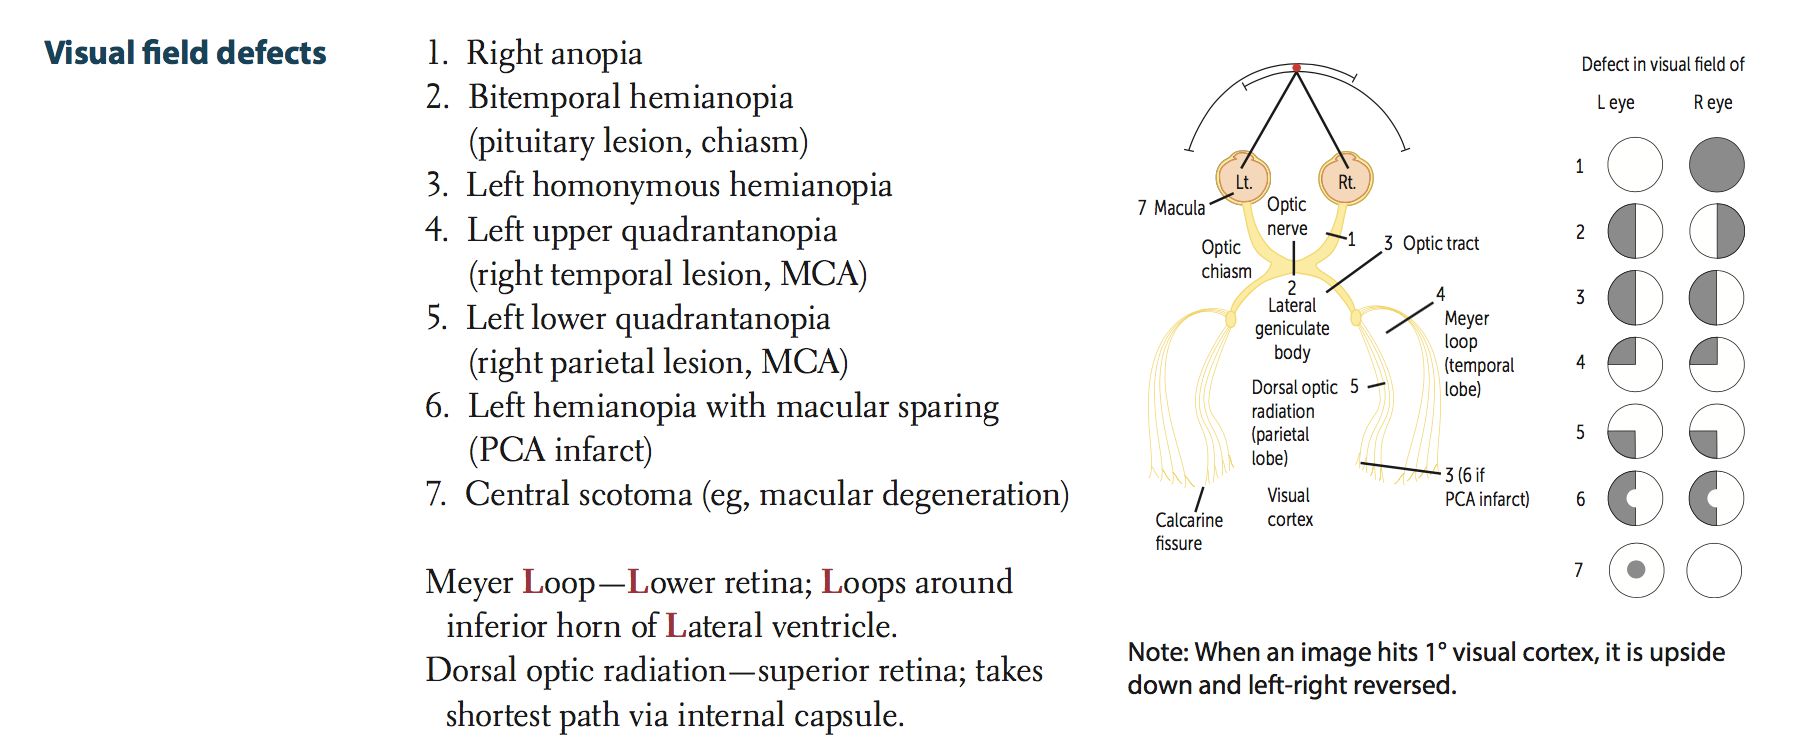 Visual field defects
1. Right anopia
2. Bitemporal hemianopia
(pituitary lesion, chiasm)
3. Left homonymous hemianopia
4. Left upper quadrantanopia
(right temporal lesion, MCA)
5. Left lower quadrantanopia
(right parietal lesion, MCA)
6. Left hemianopia with macular sparing
(PCA infarct)
7. Central scotoma (eg, macular degeneration)
Meyer Loop—Lower retina; Loops around
inferior horn of Lateral ventricle.
Dorsal optic radiation—superior retina; takes
shortest path via internal capsule.
Lt.
Rt.
7 Macula
Optic
nerve
1
Optic
chiasm
3 Optic tract
2
Lateral
geniculate
body
4
Meyer
loop
(temporal
lobe)
Dorsal optic 5
radiation
(parietal
lobe)
3 (6 if
PCA infarct)
Visual
cortex
Calcarine
fissure
Defect in visual field of
L eye R eye
1
2
3
4
5
6
7
Note: When an image hits 1° visual cortex, it is upside
down and left-right reversed.